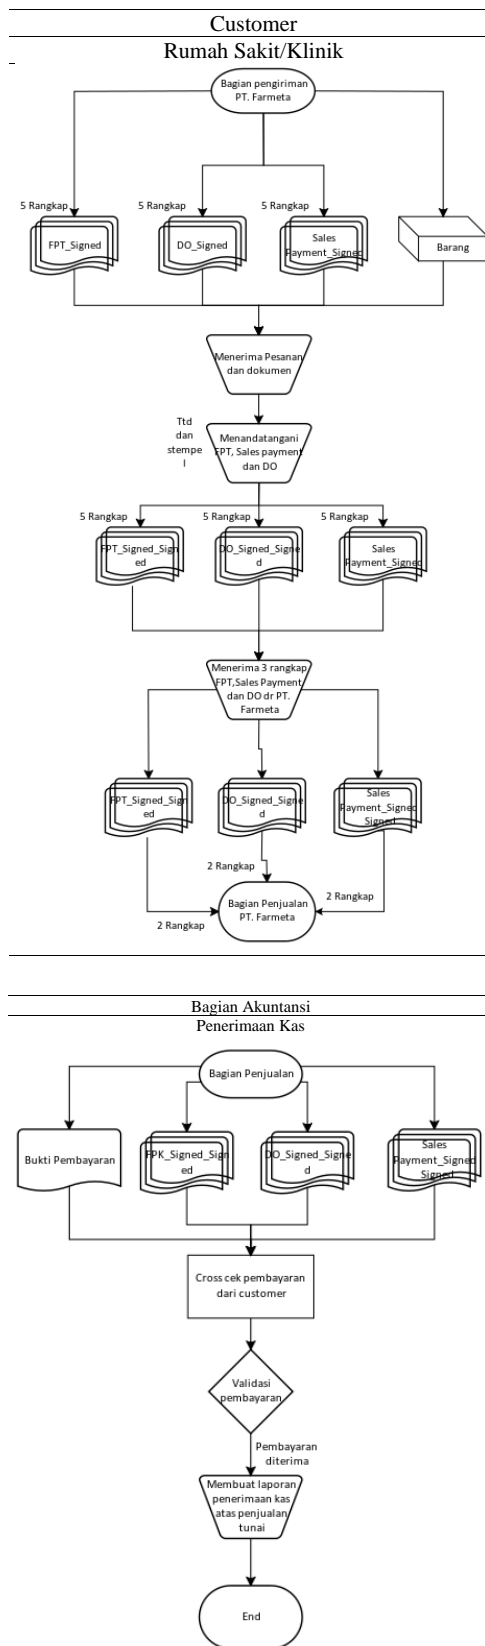 Customer
Rumah Sakit/Klinik
Bagian pengiriman
PT. Farmeta
5 Rangkap
5 Rangkap
5 Rangkap
FPT_Signed
DO_Signed
Sales
Payment_Signed
Barang
Menerima Pesanan
dan dokumen
Ttd
dan
stempe
l
Menandatangani
FPT, Sales payment
dan DO
5 Rangkap
5 Rangkap
5 Rangkap
FPT_Signed_Sign
ed
DO_Signed_Signe
d
Sales
Payment_Signed
Menerima 3 rangkap
FPT,Sales Payment
dan DO dr PT.
Farmeta
FPT_Signed_Sign
ed
DO_Signed_Signe
d
Sales
Payment_Signed_
Signed
2 Rangkap
2 Rangkap
2 Rangkap
Bagian Penjualan
PT. Farmeta
Bagian Akuntansi
Penerimaan Kas
Bagian Penjualan
Bukti Pembayaran
FPK_Signed_Sign
ed
DO_Signed_Signe
d
Sales
Payment_Signed_
Signed
Cross cek pembayaran
dari customer
Validasi
pembayaran
Pembayaran
diterima
Membuat laporan
penerimaan kas
atas penjualan
tunai
End